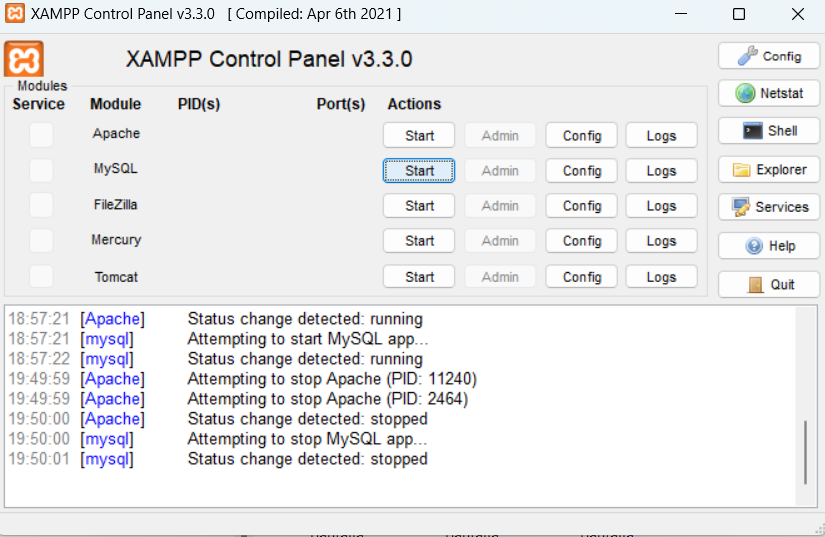 XAMPP Control Panel v3.3.0 [ Compiled: Apr 6th 2021 ]
XAMPP Control Panel v3.3.0
Config
Modules
Service Module PID(s) Port(s) Actions
Netstat
Apache Start Admin Config Logs
Shell
MySQL Start Admin Config Logs
Explorer
FileZilla Start Admin Config Logs
Services
Mercury Start Admin Config Logs
Help
Tomcat Start Admin Config Logs
Quit
18:57:21 [Apache] Status change detected: running
18:57:21 [mysql] Attempting to start MySQL app...
18:57:22 [mysql] Status change detected: running
19:49:59 [Apache] Attempting to stop Apache (PID: 11240)
19:49:59 [Apache] Attempting to stop Apache (PID: 2464)
19:50:00 [Apache] Status change detected: stopped
19:50:00 [mysql] Attempting to stop MySQL app...
19:50:01 [mysql] Status change detected: stopped